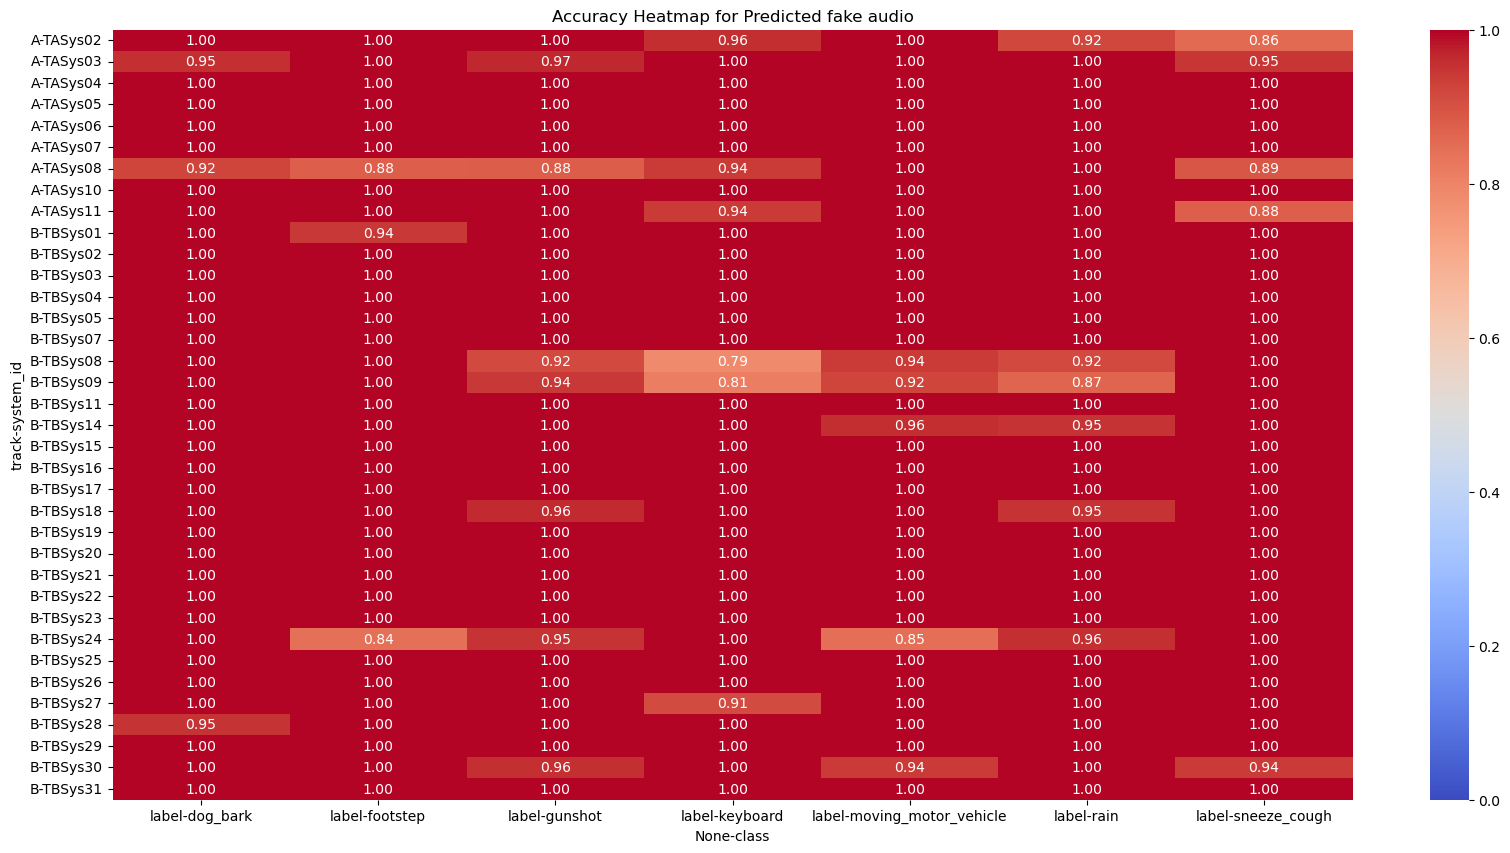 Accuracy Heatmap for Predicted fake audio
A-TASys02 1.00 1.00 1.00 0.96 1.00 0.92 0.86
A-TASys03 0.95 1.00 0.97 1.00 1.00 1.00 0.95
A-TASys04 1.00 1.00 1.00 1.00 1.00 1.00 1.00
A-TASys05 1.00 1.00 1.00 1.00 1.00 1.00 1.00
A-TASys06 1.00 1.00 1.00 1.00 1.00 1.00 1.00
A-TASys07 1.00 1.00 1.00 1.00 1.00 1.00 1.00
A-TASys08 0.92 0.88 0.88 0.94 1.00 1.00 0.89
A-TASys10 1.00 1.00 1.00 1.00 1.00 1.00 1.00
A-TASys11 1.00 1.00 1.00 0.94 1.00 1.00 0.88
B-TBSys01 1.00 0.94 1.00 1.00 1.00 1.00 1.00
B-TBSys02 1.00 1.00 1.00 1.00 1.00 1.00 1.00
B-TBSys03 1.00 1.00 1.00 1.00 1.00 1.00 1.00
B-TBSys04 1.00 1.00 1.00 1.00 1.00 1.00 1.00
B-TBSys05 1.00 1.00 1.00 1.00 1.00 1.00 1.00
B-TBSys07 1.00 1.00 1.00 1.00 1.00 1.00 1.00
B-TBSys08 1.00 1.00 0.92 0.79 0.94 0.92 1.00
B-TBSys09 1.00 1.00 0.94 0.81 0.92 0.87 1.00
B-TBSys11 1.00 1.00 1.00 1.00 1.00 1.00 1.00
B-TBSys14 1.00 1.00 1.00 1.00 0.96 0.95 1.00
B-TBSys15 1.00 1.00 1.00 1.00 1.00 1.00 1.00
B-TBSys16 1.00 1.00 1.00 1.00 1.00 1.00 1.00
B-TBSys17 1.00 1.00 1.00 1.00 1.00 1.00 1.00
B-TBSys18 1.00 1.00 0.96 1.00 1.00 0.95 1.00
B-TBSys19 1.00 1.00 1.00 1.00 1.00 1.00 1.00
B-TBSys20 1.00 1.00 1.00 1.00 1.00 1.00 1.00
B-TBSys21 1.00 1.00 1.00 1.00 1.00 1.00 1.00
B-TBSys22 1.00 1.00 1.00 1.00 1.00 1.00 1.00
B-TBSys23 1.00 1.00 1.00 1.00 1.00 1.00 1.00
B-TBSys24 1.00 0.84 0.95 1.00 0.85 0.96 1.00
B-TBSys25 1.00 1.00 1.00 1.00 1.00 1.00 1.00
B-TBSys26 1.00 1.00 1.00 1.00 1.00 1.00 1.00
B-TBSys27 1.00 1.00 1.00 0.91 1.00 1.00 1.00
B-TBSys28 0.95 1.00 1.00 1.00 1.00 1.00 1.00
B-TBSys29 1.00 1.00 1.00 1.00 1.00 1.00 1.00
B-TBSys30 1.00 1.00 0.96 1.00 0.94 1.00 0.94
B-TBSys31 1.00 1.00 1.00 1.00 1.00 1.00 1.00
label-dog_bark label-footstep label-gunshot label-keyboard label-moving_motor_vehicle label-rain label-sneeze_cough
None-class
track-system_id
1.0
0.8
0.6
0.4
0.2
0.0